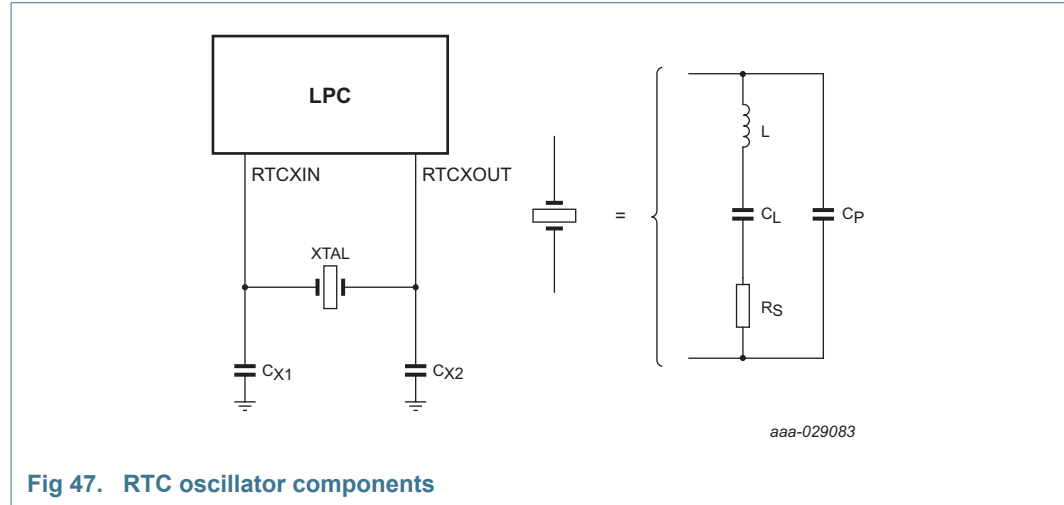 LPC
RTCXIN
RTCXOUT
XTAL
CX1
CX2
=
L
CL
CP
RS
aaa-029083
Fig 47. RTC oscillator components